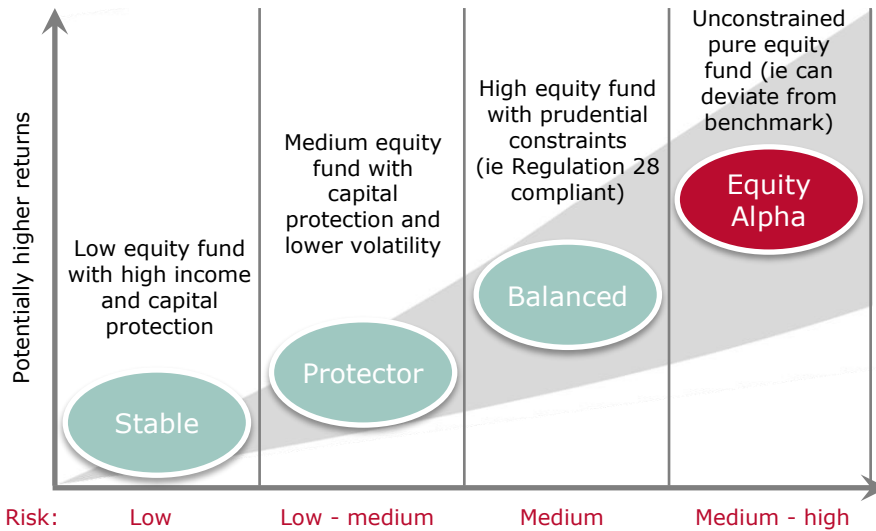 Potentially higher returns
Low equity fund
with high income
and capital
protection
Stable
Medium equity
fund with
capital
protection and
lower volatility
Protector
High equity fund
with prudential
constraints
(ie Regulation 28
compliant)
Balanced
Unconstrained
pure equity
fund (ie can
deviate from
benchmark)
Equity
Alpha
Risk: Low Low - medium Medium Medium - high